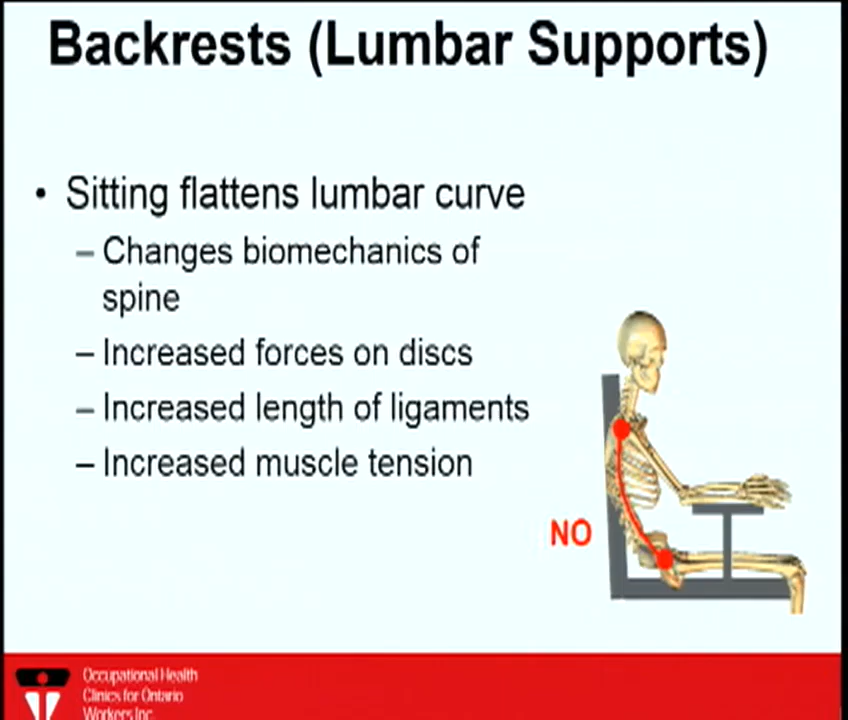 Backrests (Lumbar Supports)
• Sitting flattens lumbar curve
– Changes biomechanics of
spine
– Increased forces on discs
– Increased length of ligaments
– Increased muscle tension
NO
Occupational Health
Clinics for Ontario
Workers Inc.